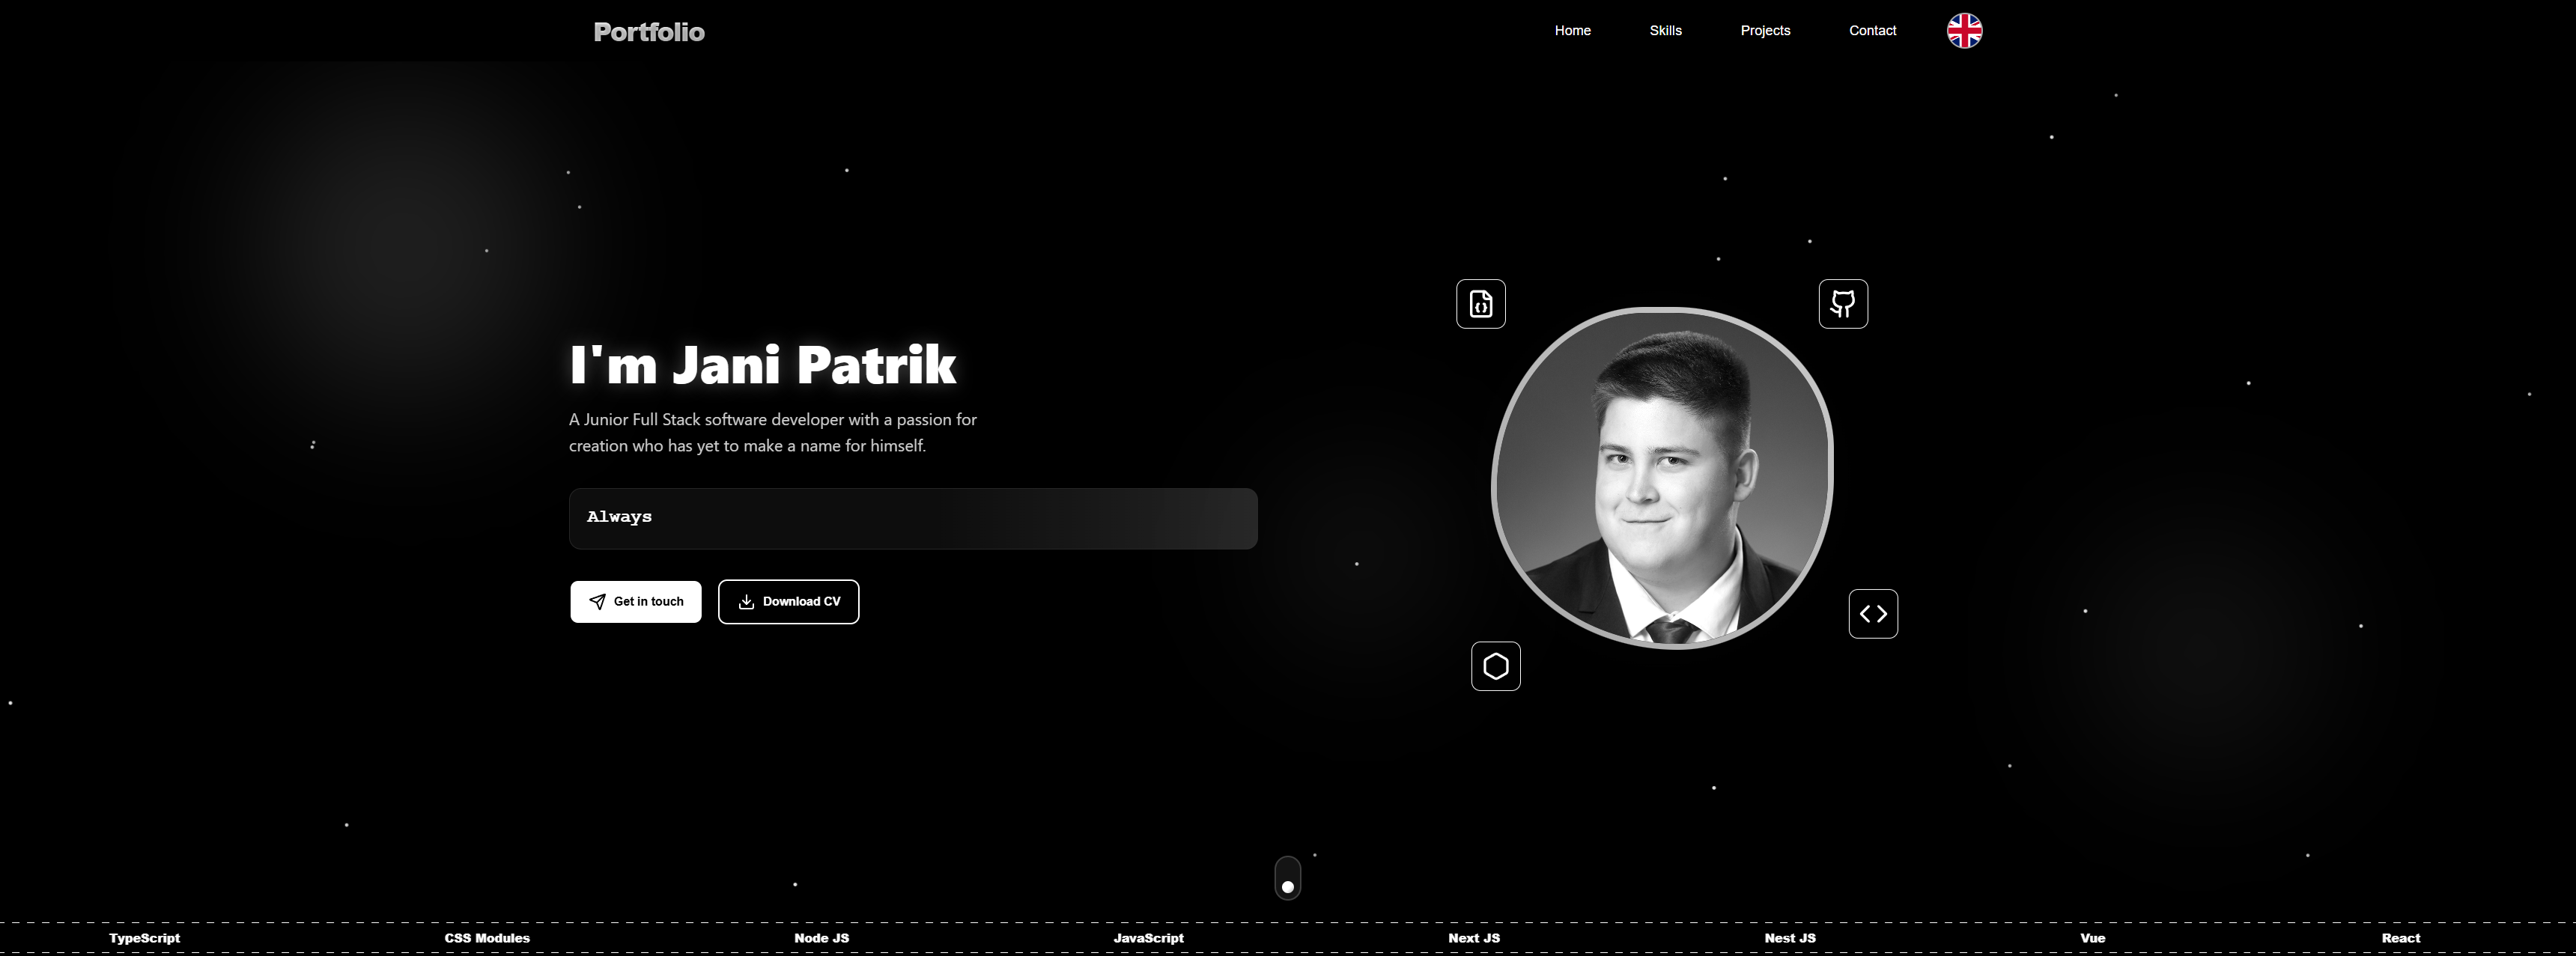 Portfolio
Home Skills Projects Contact
I'm Jani Patrik
A Junior Full Stack software developer with a passion for
creation who has yet to make a name for himself.
Always
Get in touch Download CV
TypeScript CSS Modules Node JS JavaScript Next JS Nest JS Vue React